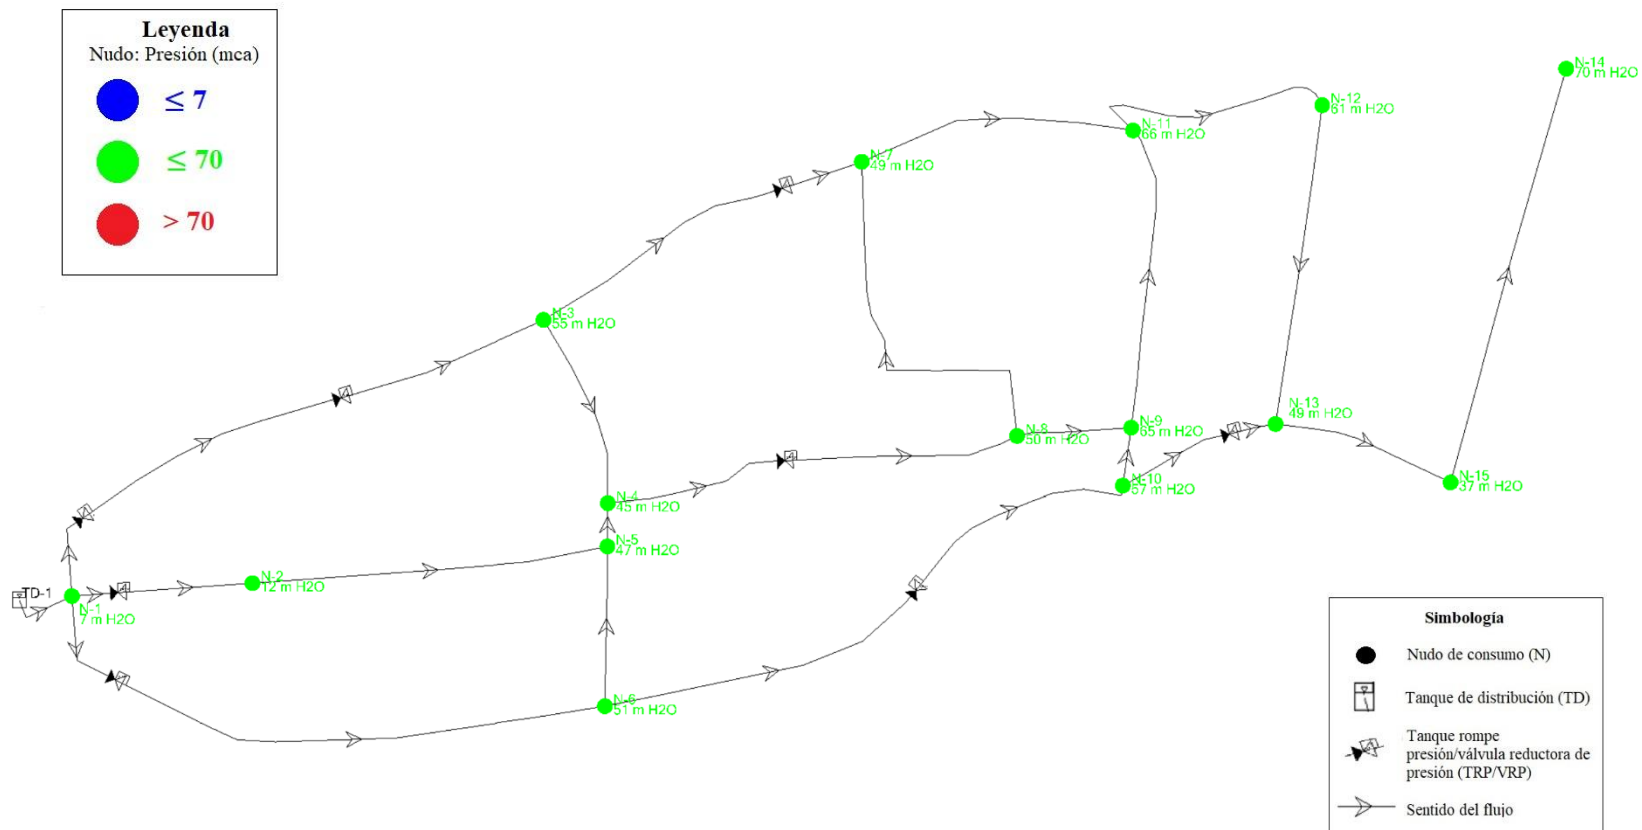 Leyenda
Nudo: Presión (mca)
≤ 7
≤ 70
> 70
N-14
70 m H2O
N-12
61 m H2O
N-11
66 m H2O
N-7
49 m H2O
N-3
55 m H2O
N-13
49 m H2O
N-8
50 m H2O
N-9
65 m H2O
N-15
37 m H2O
N-10
67 m H2O
N-4
45 m H2O
N-5
47 m H2O
N-2
12 m H2O
TD-1
N-1
7 m H2O
N-6
51 m H2O
Simbología
Nudo de consumo (N)
Tanque de distribución (TD)
Tanque rompe
presión/válvula reductora de
presión (TRP/VRP)
Sentido del flujo